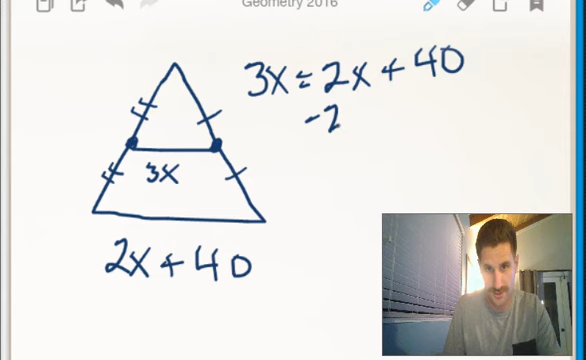 Geometry 2016
3x = 2x + 40
-2
3x
2x + 40